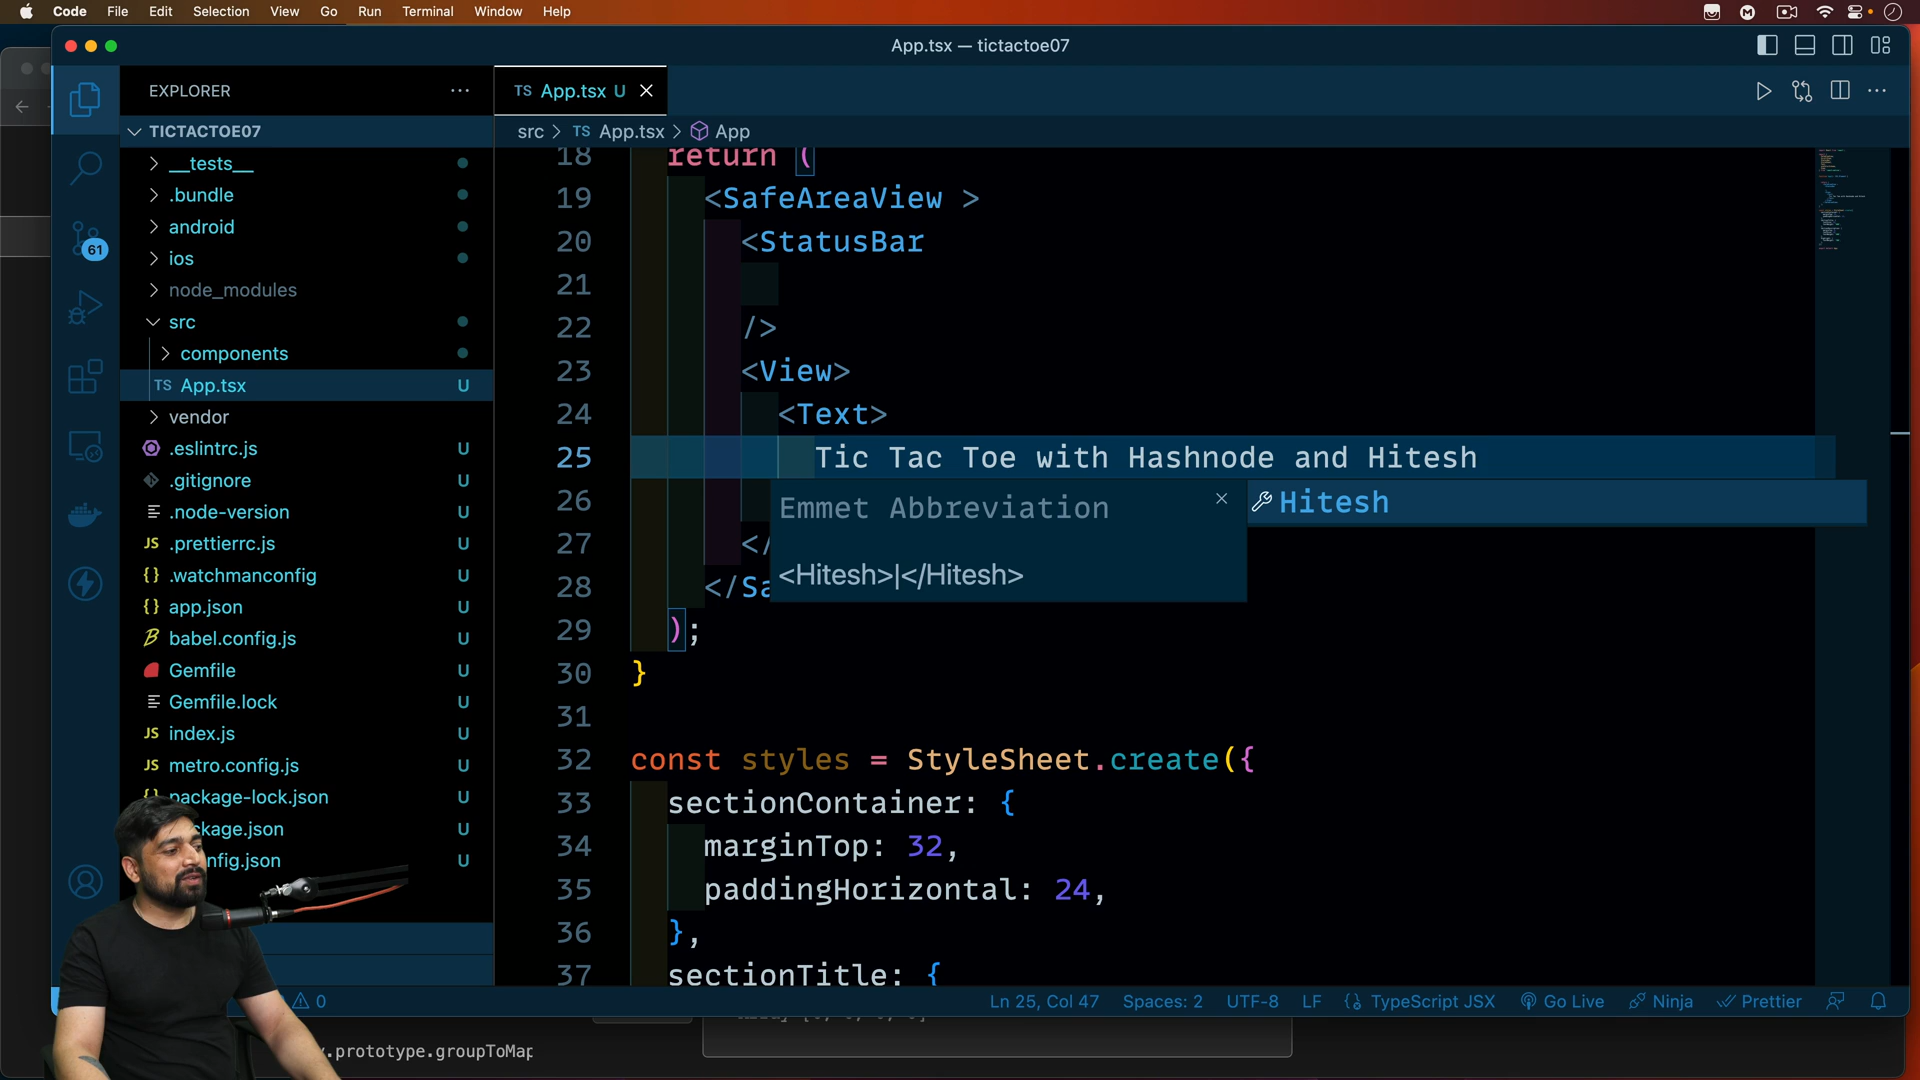 Code File Edit Selection View Go Run Terminal Window Help
App.tsx — tictactoe07
EXPLORER
TS App.tsx U
TICTACTOE07
src > TS App.tsx > App
__tests__
.bundle
android
ios
node_modules
src
components
TS App.tsx U
vendor
.eslintrc.js U
.gitignore U
.node-version U
JS .prettierrc.js U
{} .watchmanconfig U
{} app.json U
babel.config.js U
Gemfile U
Gemfile.lock U
JS index.js U
JS metro.config.js U
{} package-lock.json U
ckage.json U
nfig.json U
61
18 return (
19 <SafeAreaView >
20 <StatusBar
21
22 />
23 <View>
24 <Text>
25 Tic Tac Toe with Hashnode and Hitesh
26
27 </
28 </Sa
29 );
30 }
31
32 const styles = StyleSheet.create({
33 sectionContainer: {
34 marginTop: 32,
35 paddingHorizontal: 24,
36 },
37 sectionTitle: {
Emmet Abbreviation
<Hitesh>|</Hitesh>
Hitesh
0
Ln 25, Col 47 Spaces: 2 UTF-8 LF TypeScript JSX Go Live Ninja Prettier
.prototype.groupToMap